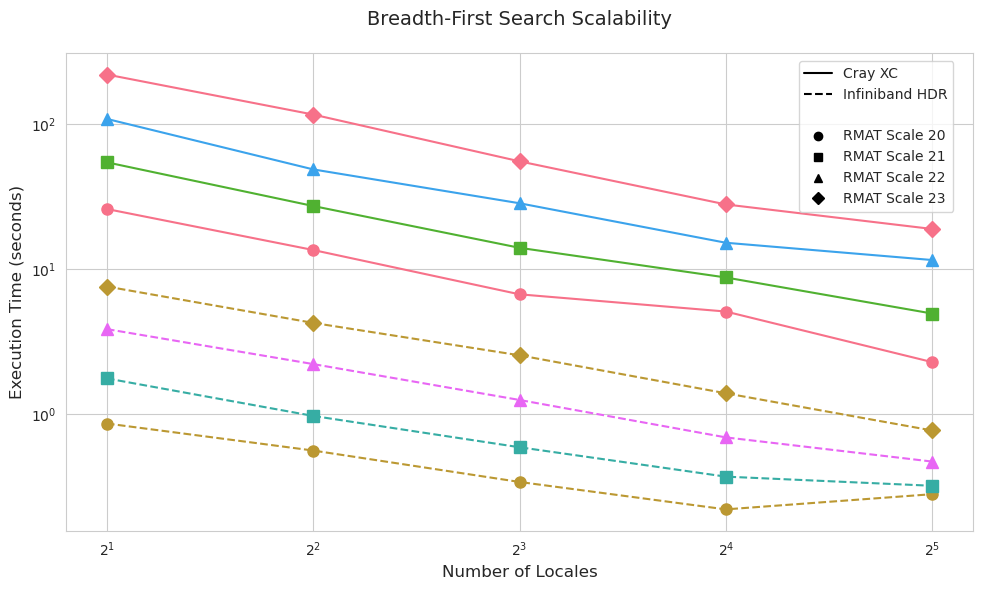 Breadth-First Search Scalability
Cray XC
Infiniband HDR
RMAT Scale 20
RMAT Scale 21
RMAT Scale 22
RMAT Scale 23
Execution Time (seconds)
10²
10¹
10⁰
2¹ 2² 2³ 2⁴ 2⁵
Number of Locales